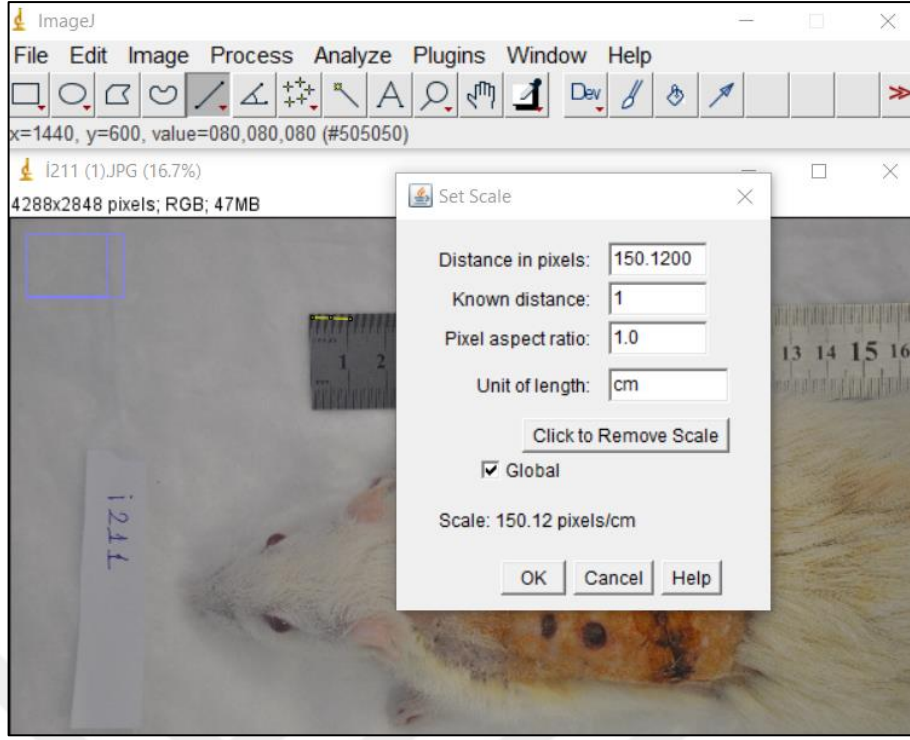 ImageJ
File Edit Image Process Analyze Plugins Window Help
Dev
x=1440, y=600, value=080,080,080 (#505050)
İ211 (1).JPG (16.7%)
4288x2848 pixels; RGB; 47MB
Set Scale
Distance in pixels: 150.1200
Known distance: 1
Pixel aspect ratio: 1.0
Unit of length: cm
Click to Remove Scale
Global
Scale: 150.12 pixels/cm
OK Cancel Help
1 2
13 14 15 16
i211